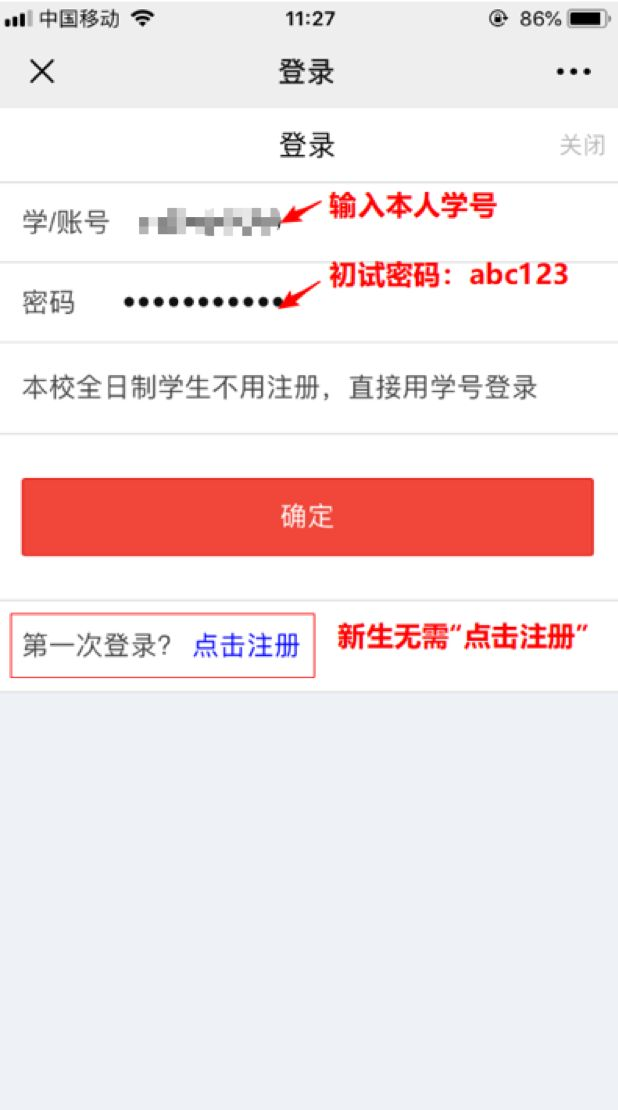 中国移动 11:27 86%
登录
登录 关闭
学/账号 输入本人学号
初试密码：abc123
密码
本校全日制学生不用注册，直接用学号登录
确定
第一次登录？ 点击注册 新生无需“点击注册”